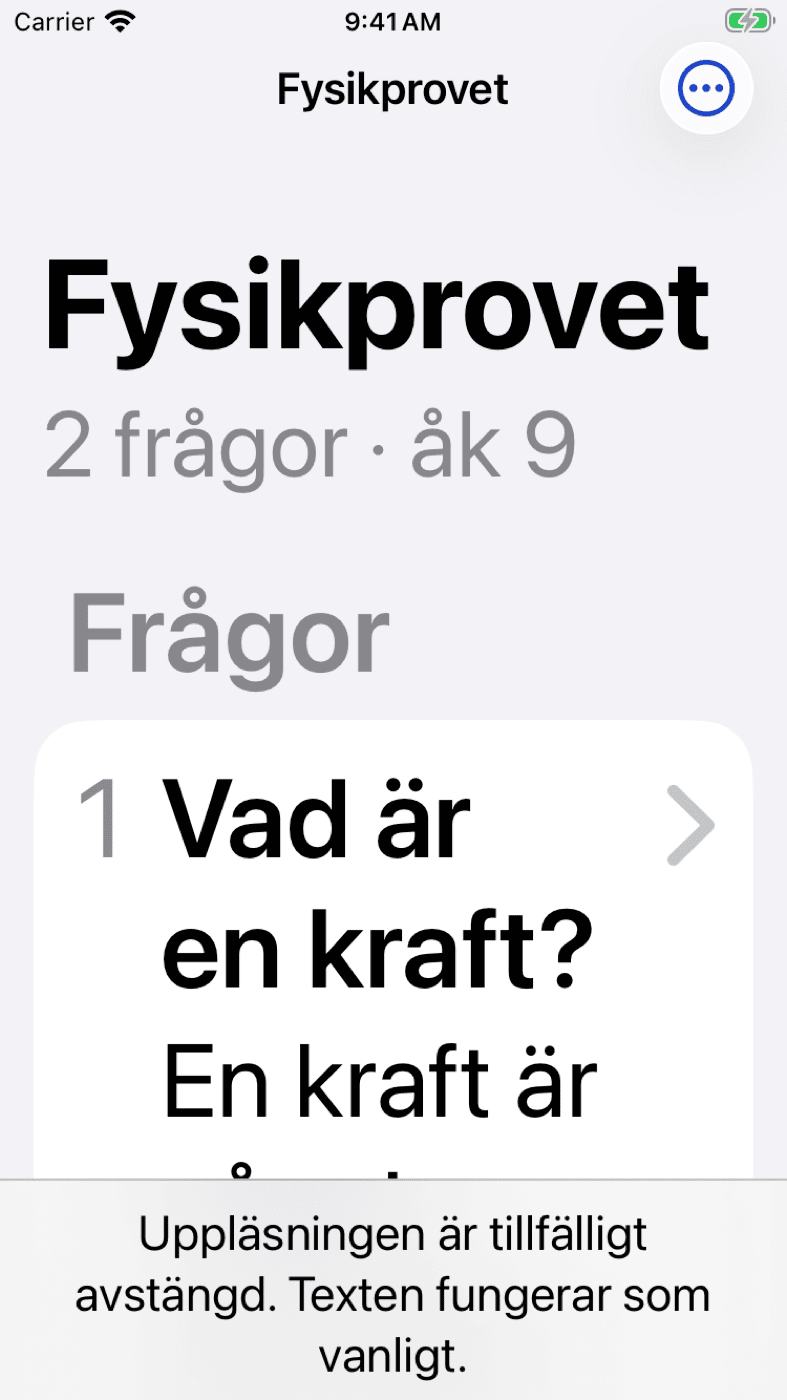 Carrier 9:41 AM
Fysikprovet
Fysikprovet
2 frågor · åk 9
Frågor
1 Vad är
en kraft?
En kraft är
Uppläsningen är tillfälligt
avstängd. Texten fungerar som
vanligt.